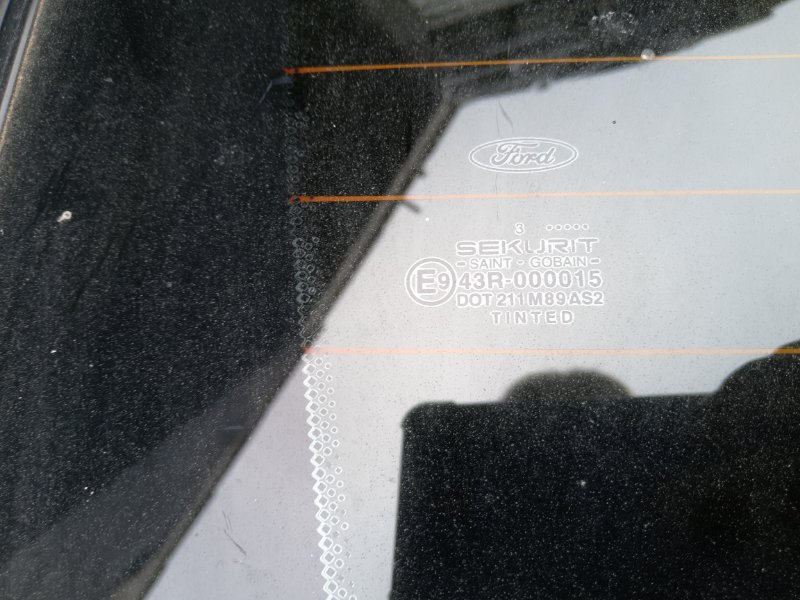 Ford
3 .....
SEKURIT
- SAINT - GOBAIN -
E9 43R-000015
DOT 211 M89 AS2
TINTED